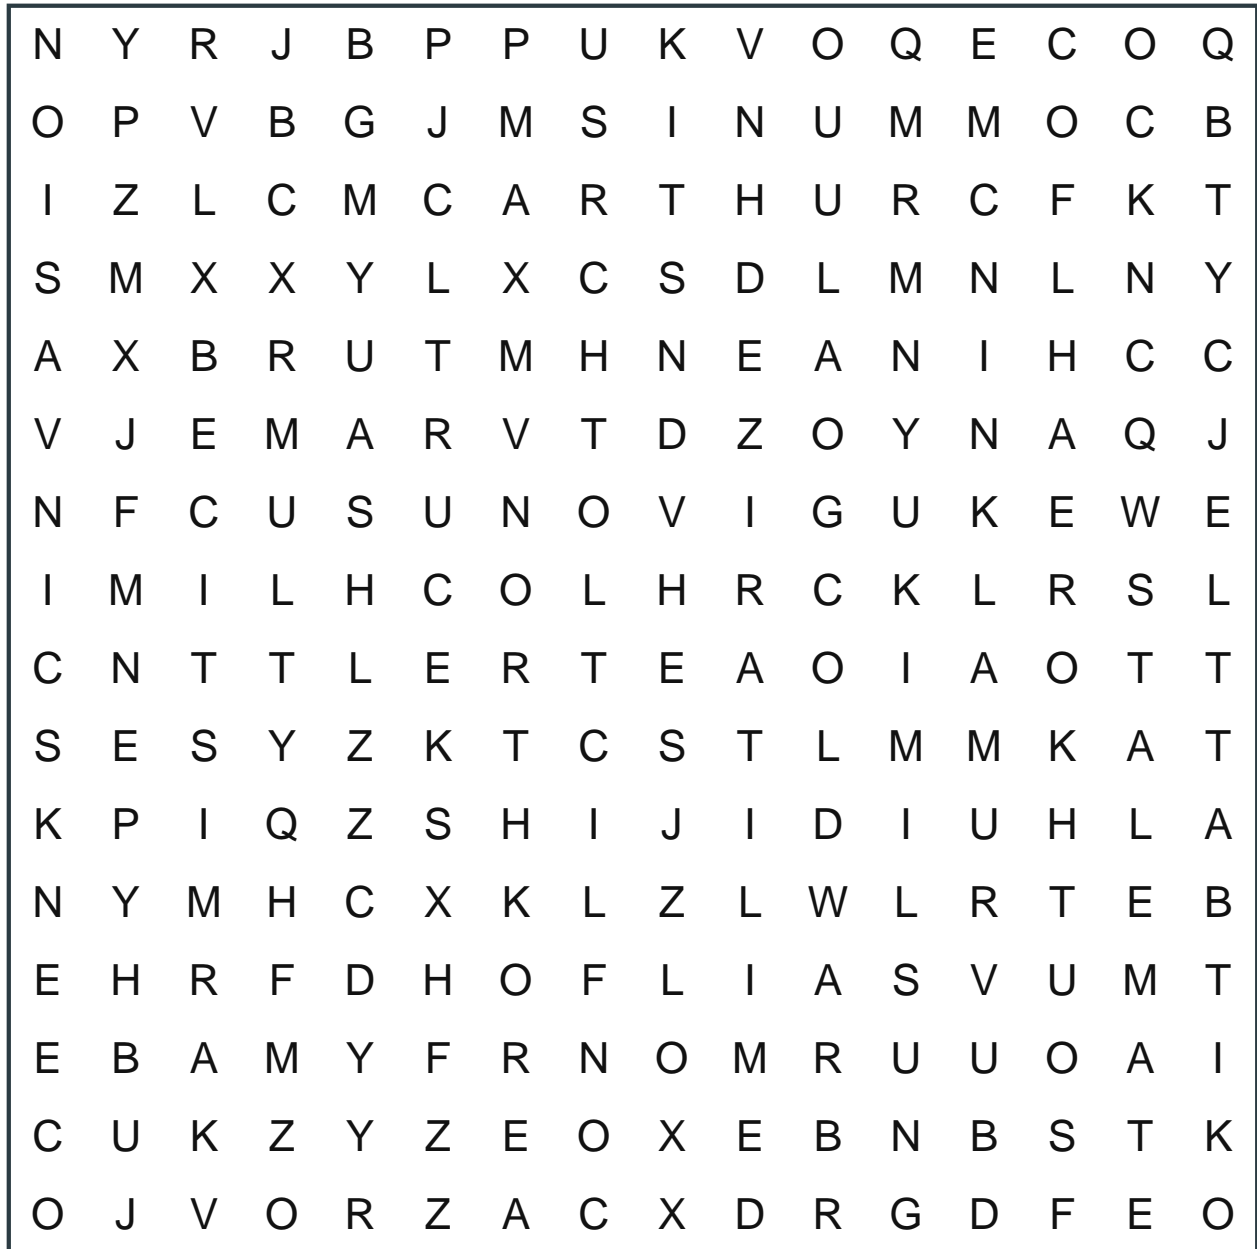 N Y R J B P P U K V O Q E C O Q
O P V B G J M S I N U M M O C B
I Z L C M C A R T H U R C F K T
S M X X Y L X C S D L M N L N Y
A X B R U T M H N E A N I H C C
V J E M A R V T D Z O Y N A Q J
N F C U S U N O V I G U K E W E
I M I L H C O L H R C K L R S L
C N T T L E R T E A O I A O T T
S E S Y Z K T C S T L M M K A T
K P I Q Z S H I J I D I U H L A
N Y M H C X K L Z L W L R T E B
E H R F D H O F L I A S V U M T
E B A M Y F R N O M R U U O A I
C U K Z Y Z E O X E B N B S T K
O J V O R Z A C X D R G D F E O